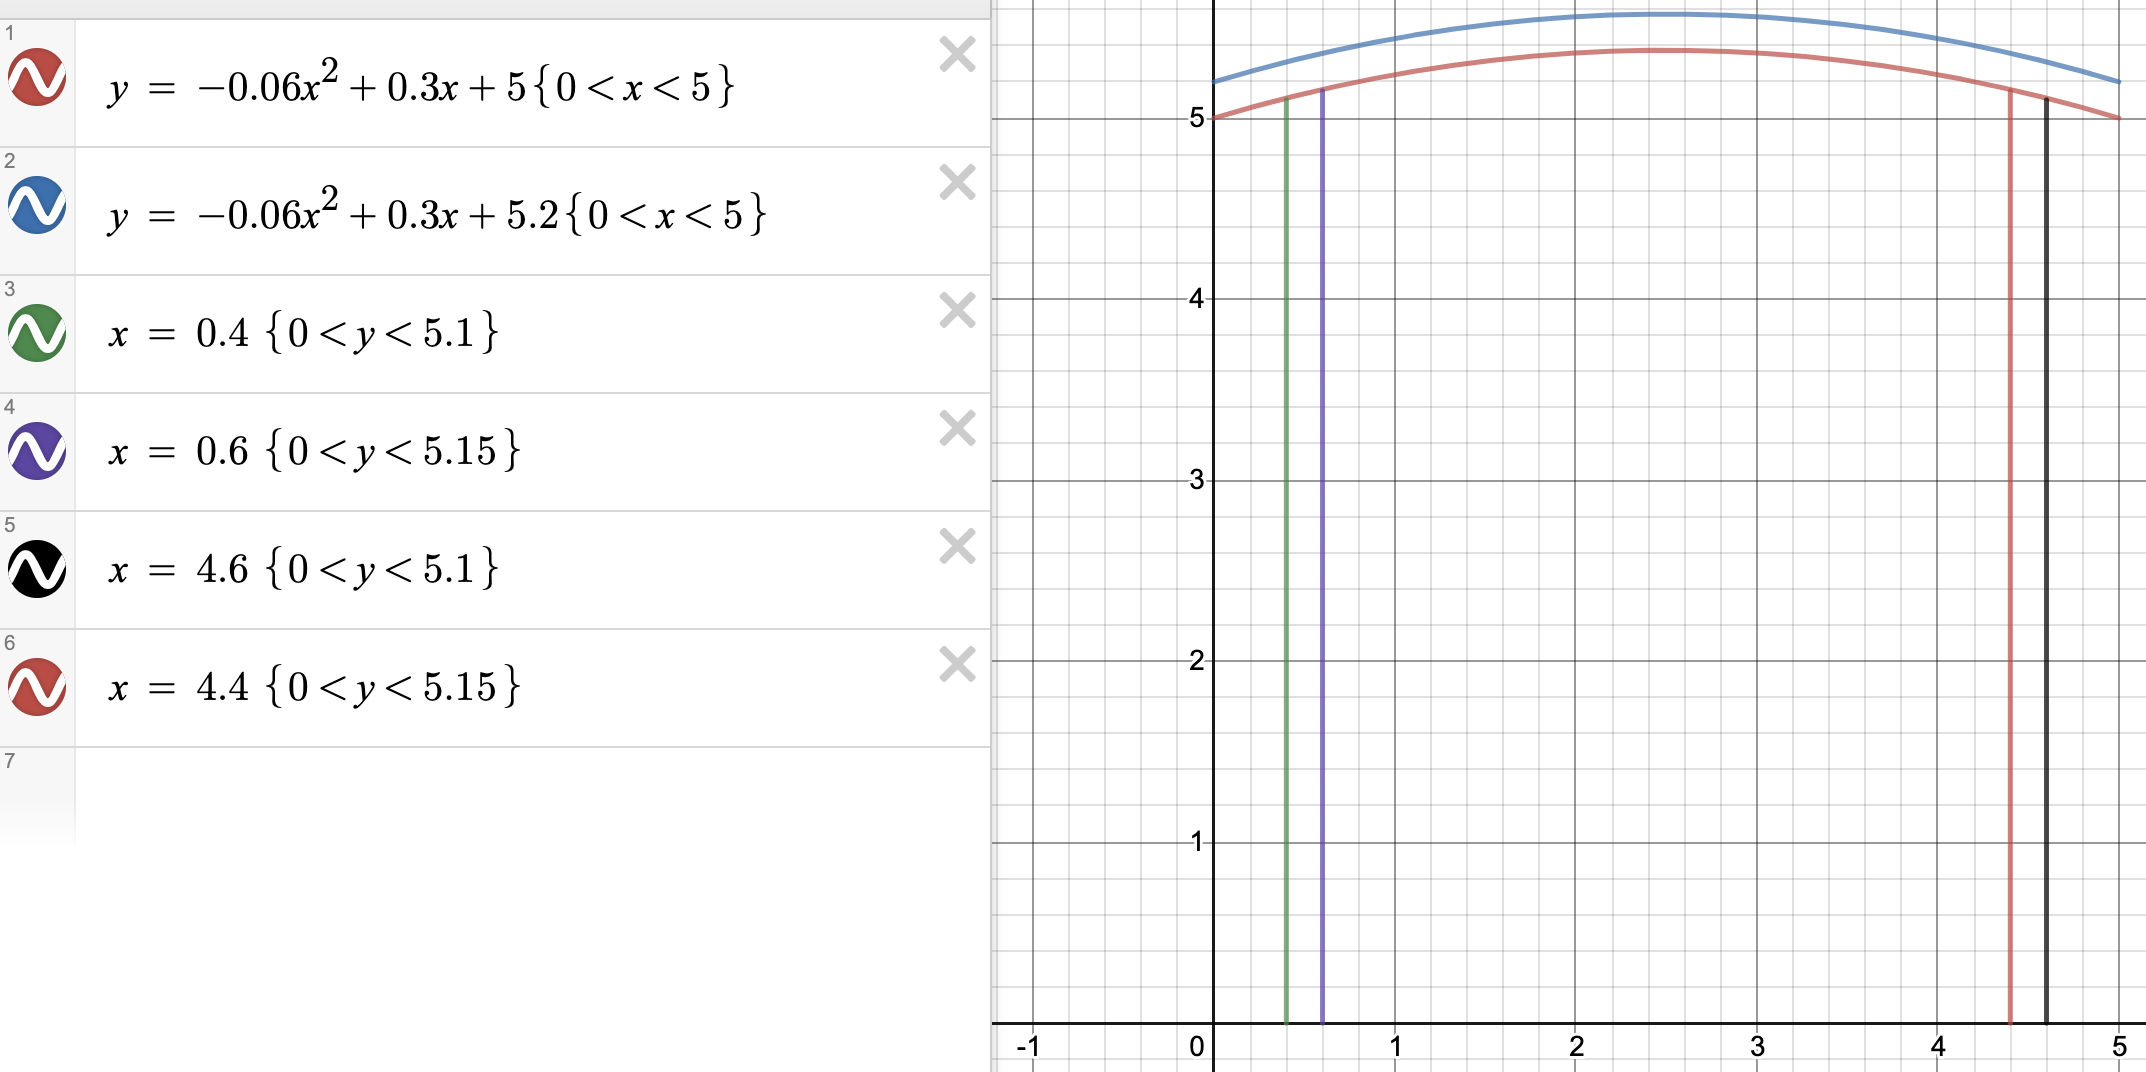 1
y = −0.06x² + 0.3x + 5{0 < x < 5}
2
y = −0.06x² + 0.3x + 5.2{0 < x < 5}
3
x = 0.4 {0 < y < 5.1}
4
x = 0.6 {0 < y < 5.15}
5
x = 4.6 {0 < y < 5.1}
6
x = 4.4 {0 < y < 5.15}
7
5
4
3
2
1
-1 0 1 2 3 4 5